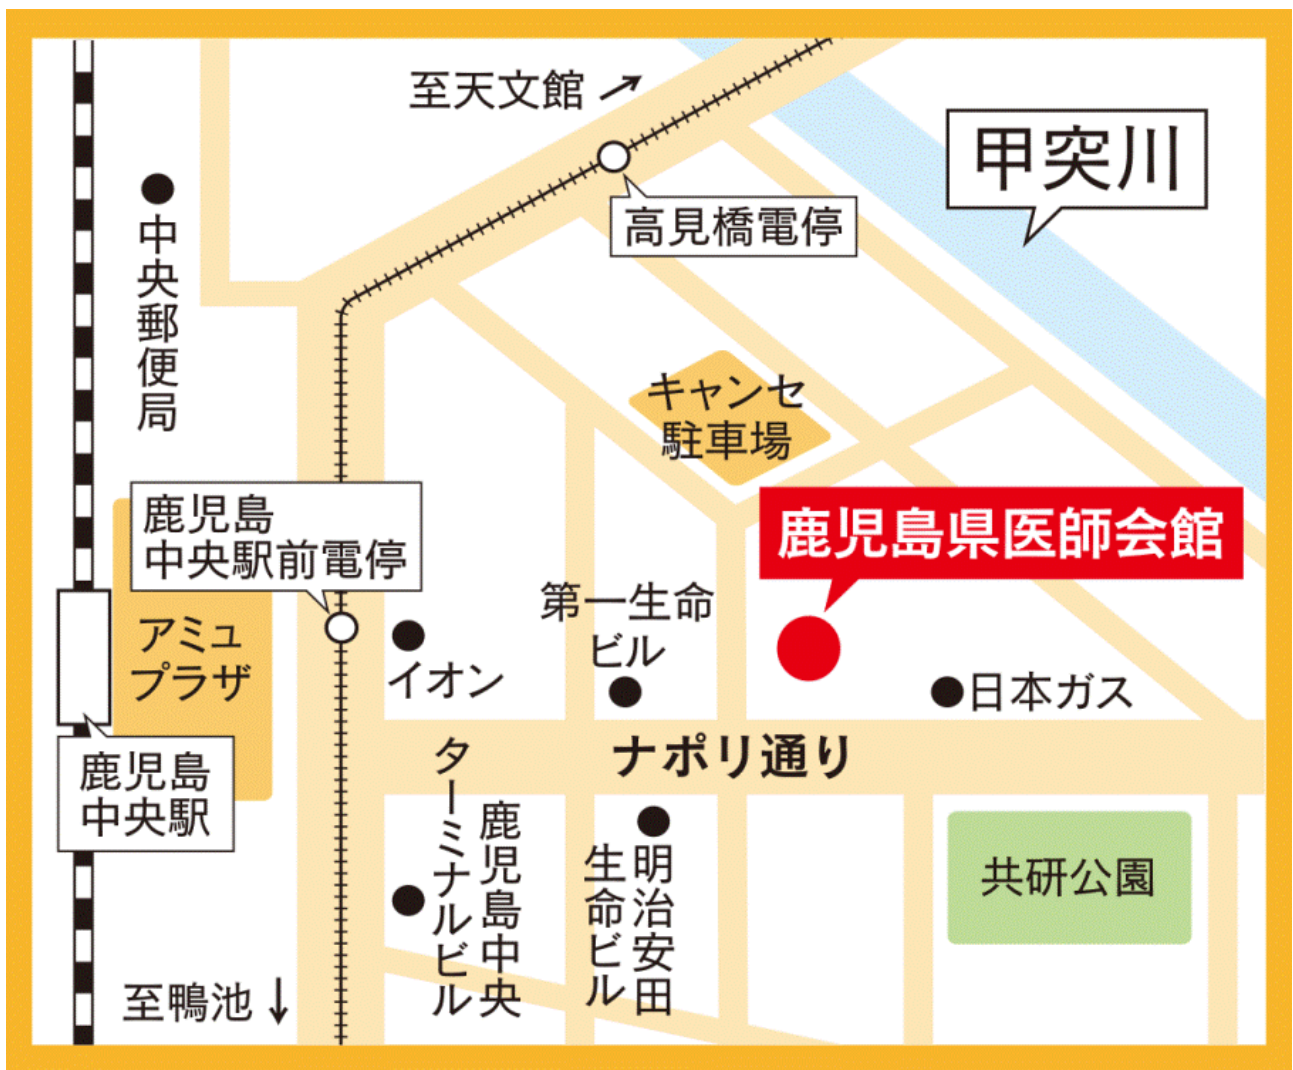 至天文館
甲突川
中央郵便局
高見橋電停
キャンセ
駐車場
鹿児島
中央駅前電停
鹿児島県医師会館
アミュ
プラザ
イオン
第一生命
ビル
日本ガス
鹿児島
中央駅
ナポリ通り
鹿児島中央
ターミナルビル
明治安田
生命ビル
共研公園
至鴨池